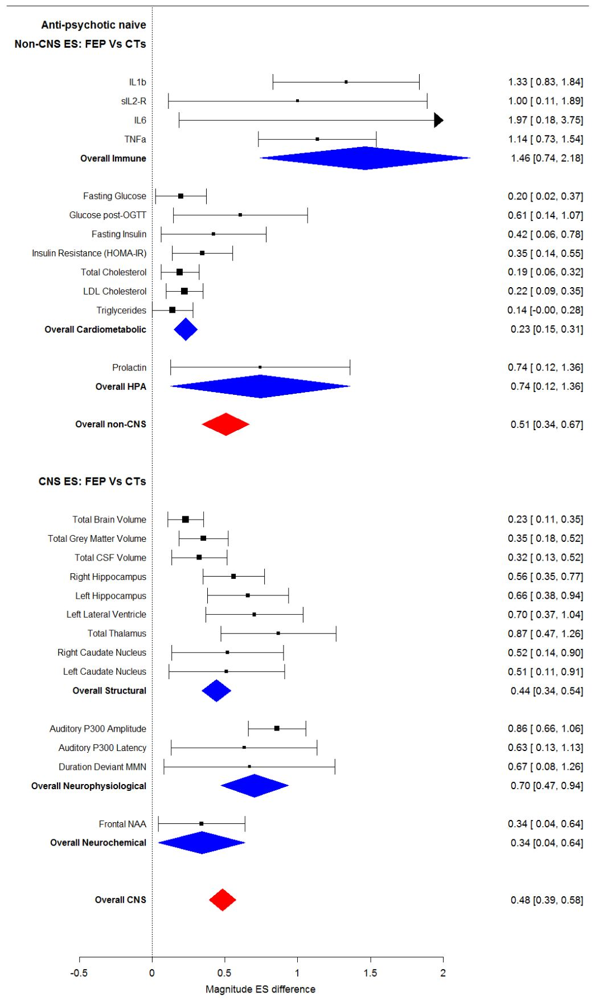 Anti-psychotic naive
Non-CNS ES: FEP Vs CTs
IL1b 1.33 [ 0.83, 1.84]
sIL2-R 1.00 [ 0.11, 1.89]
IL6 1.97 [ 0.18, 3.75]
TNFa 1.14 [ 0.73, 1.54]
Overall Immune 1.46 [0.74, 2.18]
Fasting Glucose 0.20 [ 0.02, 0.37]
Glucose post-OGTT 0.61 [ 0.14, 1.07]
Fasting Insulin 0.42 [ 0.06, 0.78]
Insulin Resistance (HOMA-IR) 0.35 [ 0.14, 0.55]
Total Cholesterol 0.19 [ 0.06, 0.32]
LDL Cholesterol 0.22 [ 0.09, 0.35]
Triglycerides 0.14 [-0.00, 0.28]
Overall Cardiometabolic 0.23 [0.15, 0.31]
Prolactin 0.74 [ 0.12, 1.36]
Overall HPA 0.74 [0.12, 1.36]
Overall non-CNS 0.51 [0.34, 0.67]
CNS ES: FEP Vs CTs
Total Brain Volume 0.23 [ 0.11, 0.35]
Total Grey Matter Volume 0.35 [ 0.18, 0.52]
Total CSF Volume 0.32 [ 0.13, 0.52]
Right Hippocampus 0.56 [ 0.35, 0.77]
Left Hippocampus 0.66 [ 0.38, 0.94]
Left Lateral Ventricle 0.70 [ 0.37, 1.04]
Total Thalamus 0.87 [ 0.47, 1.26]
Right Caudate Nucleus 0.52 [ 0.14, 0.90]
Left Caudate Nucleus 0.51 [ 0.11, 0.91]
Overall Structural 0.44 [0.34, 0.54]
Auditory P300 Amplitude 0.86 [ 0.66, 1.06]
Auditory P300 Latency 0.63 [ 0.13, 1.13]
Duration Deviant MMN 0.67 [ 0.08, 1.26]
Overall Neurophysiological 0.70 [0.47, 0.94]
Frontal NAA 0.34 [ 0.04, 0.64]
Overall Neurochemical 0.34 [0.04, 0.64]
Overall CNS 0.48 [0.39, 0.58]
-0.5 0 0.5 1 1.5 2
Magnitude ES difference